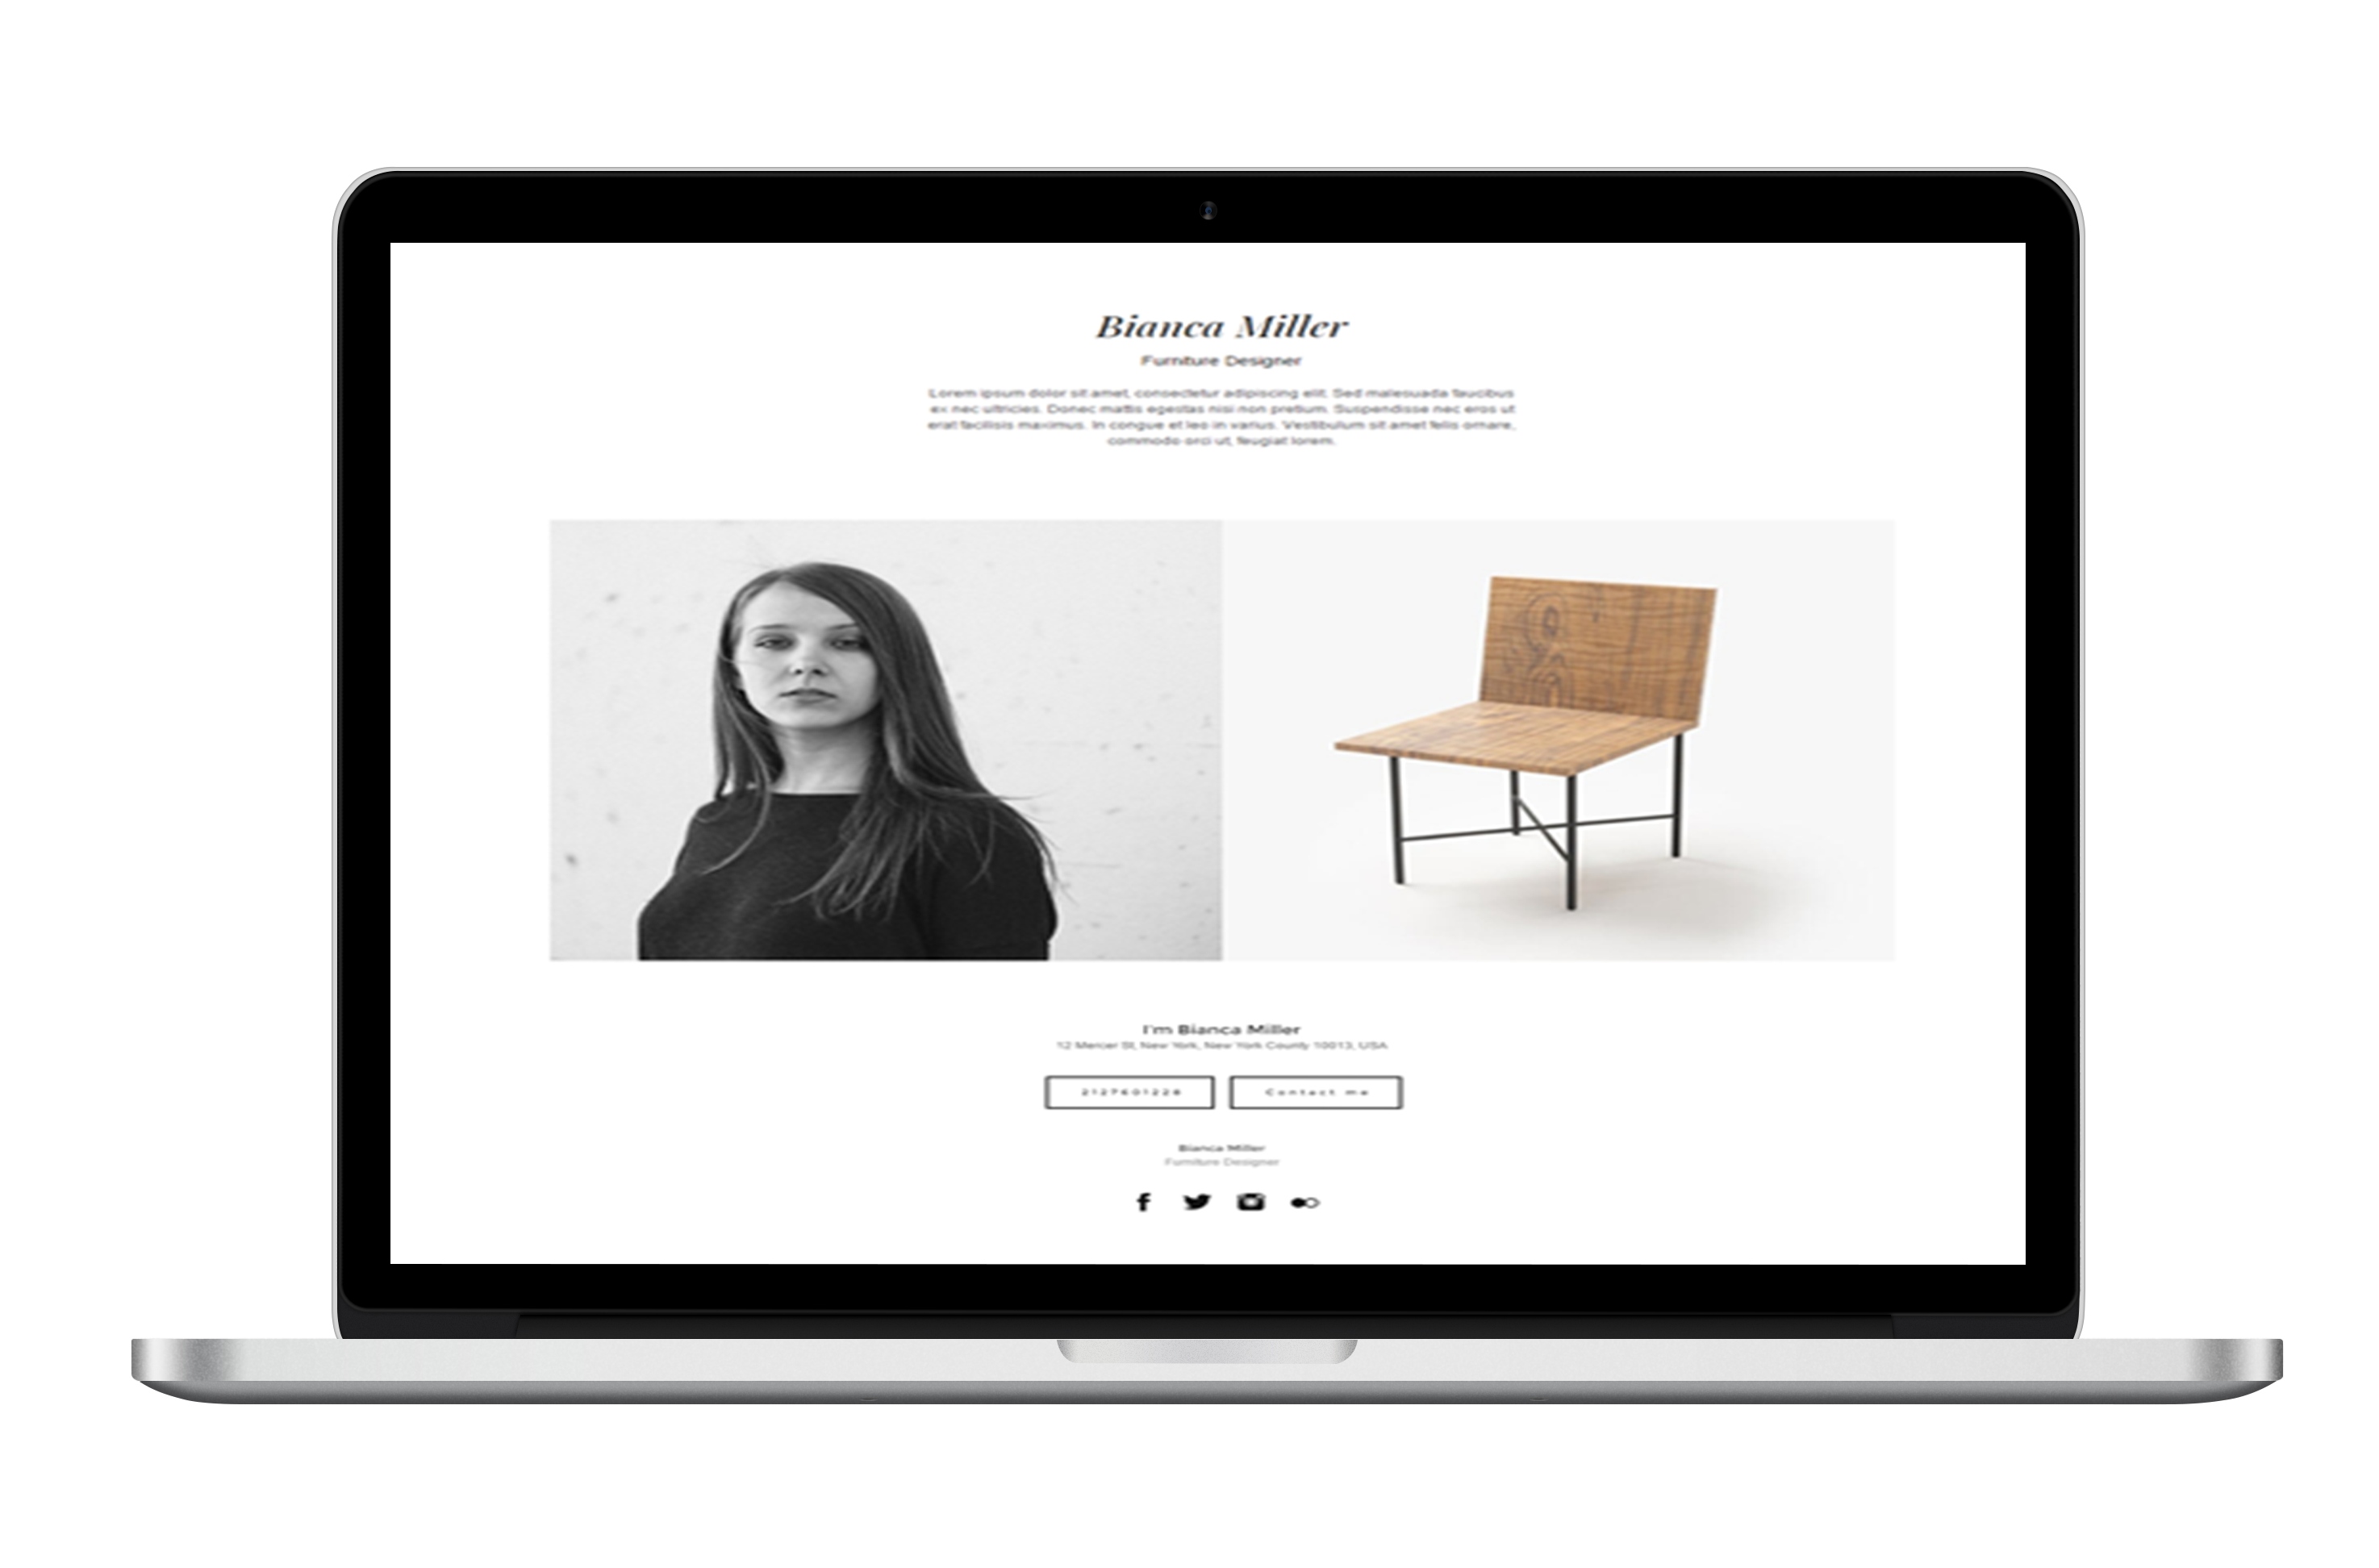 Bianca Miller
Furniture Designer
Lorem ipsum dolor sit amet, consectetur adipiscing elit. Sed malesuada faucibus
ex nec ultricies. Donec mattis egestas nisi non pretium. Suspendisse nec eros ut
erat facilisis maximus. In congue et leo in varius. Vestibulum sit amet felis ornare,
commodo orci ut, feugiat lorem.
I'm Bianca Miller
12 Mercer St, New York, New York County 10013, USA
2127601228 Contact me
Bianca Miller
Furniture Designer